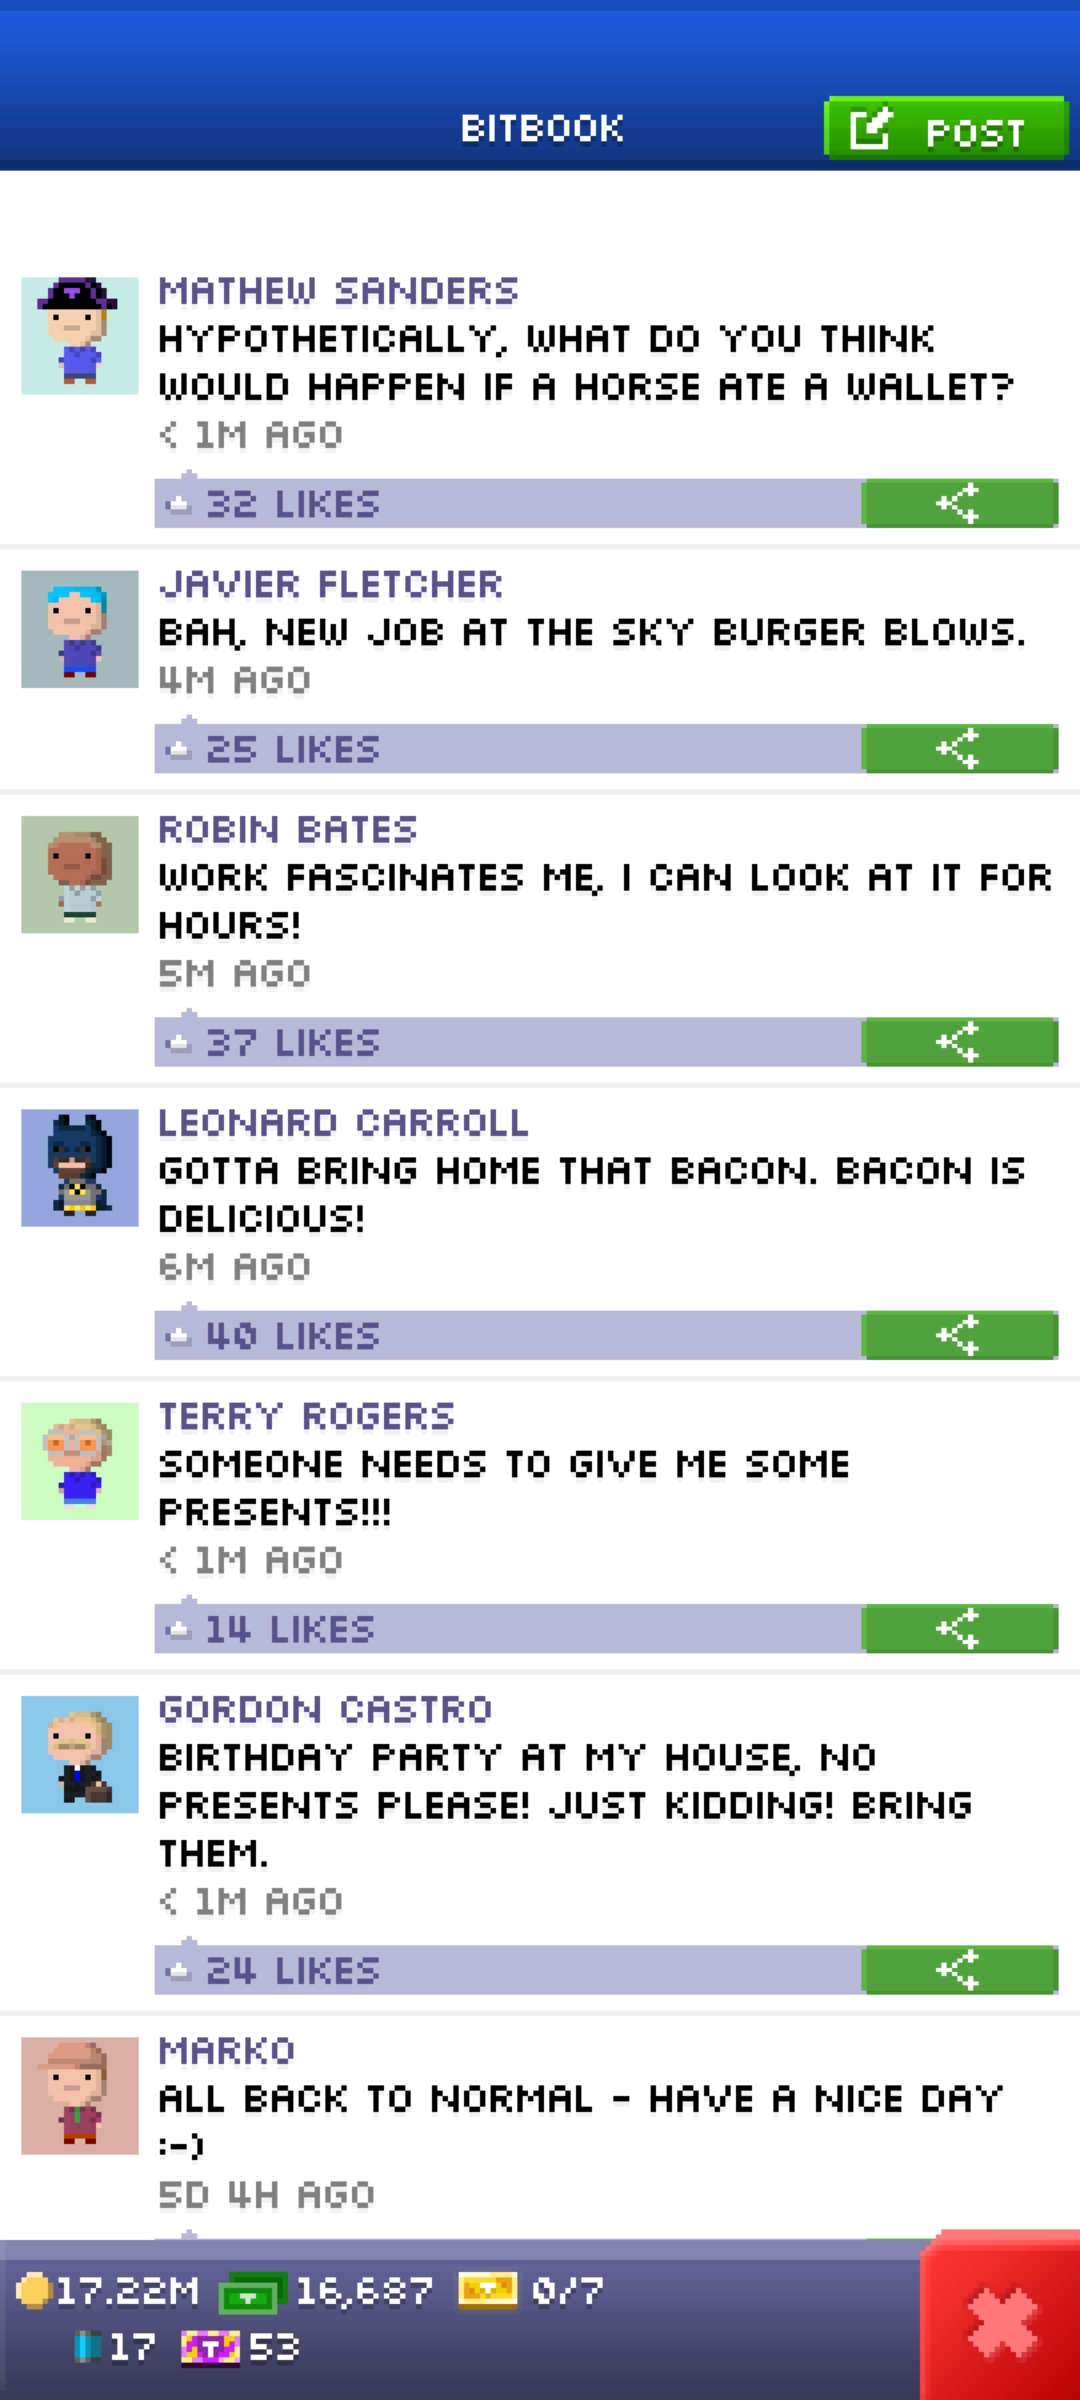 BITBOOK
POST
MATHEW SANDERS
HYPOTHETICALLY, WHAT DO YOU THINK
WOULD HAPPEN IF A HORSE ATE A WALLET?
< 1M AGO
32 LIKES
JAVIER FLETCHER
BAH, NEW JOB AT THE SKY BURGER BLOWS.
4M AGO
25 LIKES
ROBIN BATES
WORK FASCINATES ME, I CAN LOOK AT IT FOR
HOURS!
5M AGO
37 LIKES
LEONARD CARROLL
GOTTA BRING HOME THAT BACON. BACON IS
DELICIOUS!
6M AGO
40 LIKES
TERRY ROGERS
SOMEONE NEEDS TO GIVE ME SOME
PRESENTS!!!
< 1M AGO
14 LIKES
GORDON CASTRO
BIRTHDAY PARTY AT MY HOUSE, NO
PRESENTS PLEASE! JUST KIDDING! BRING
THEM.
< 1M AGO
24 LIKES
MARKO
ALL BACK TO NORMAL - HAVE A NICE DAY
:-)
5D 4H AGO
17.22M 16,687 0/7
17 53